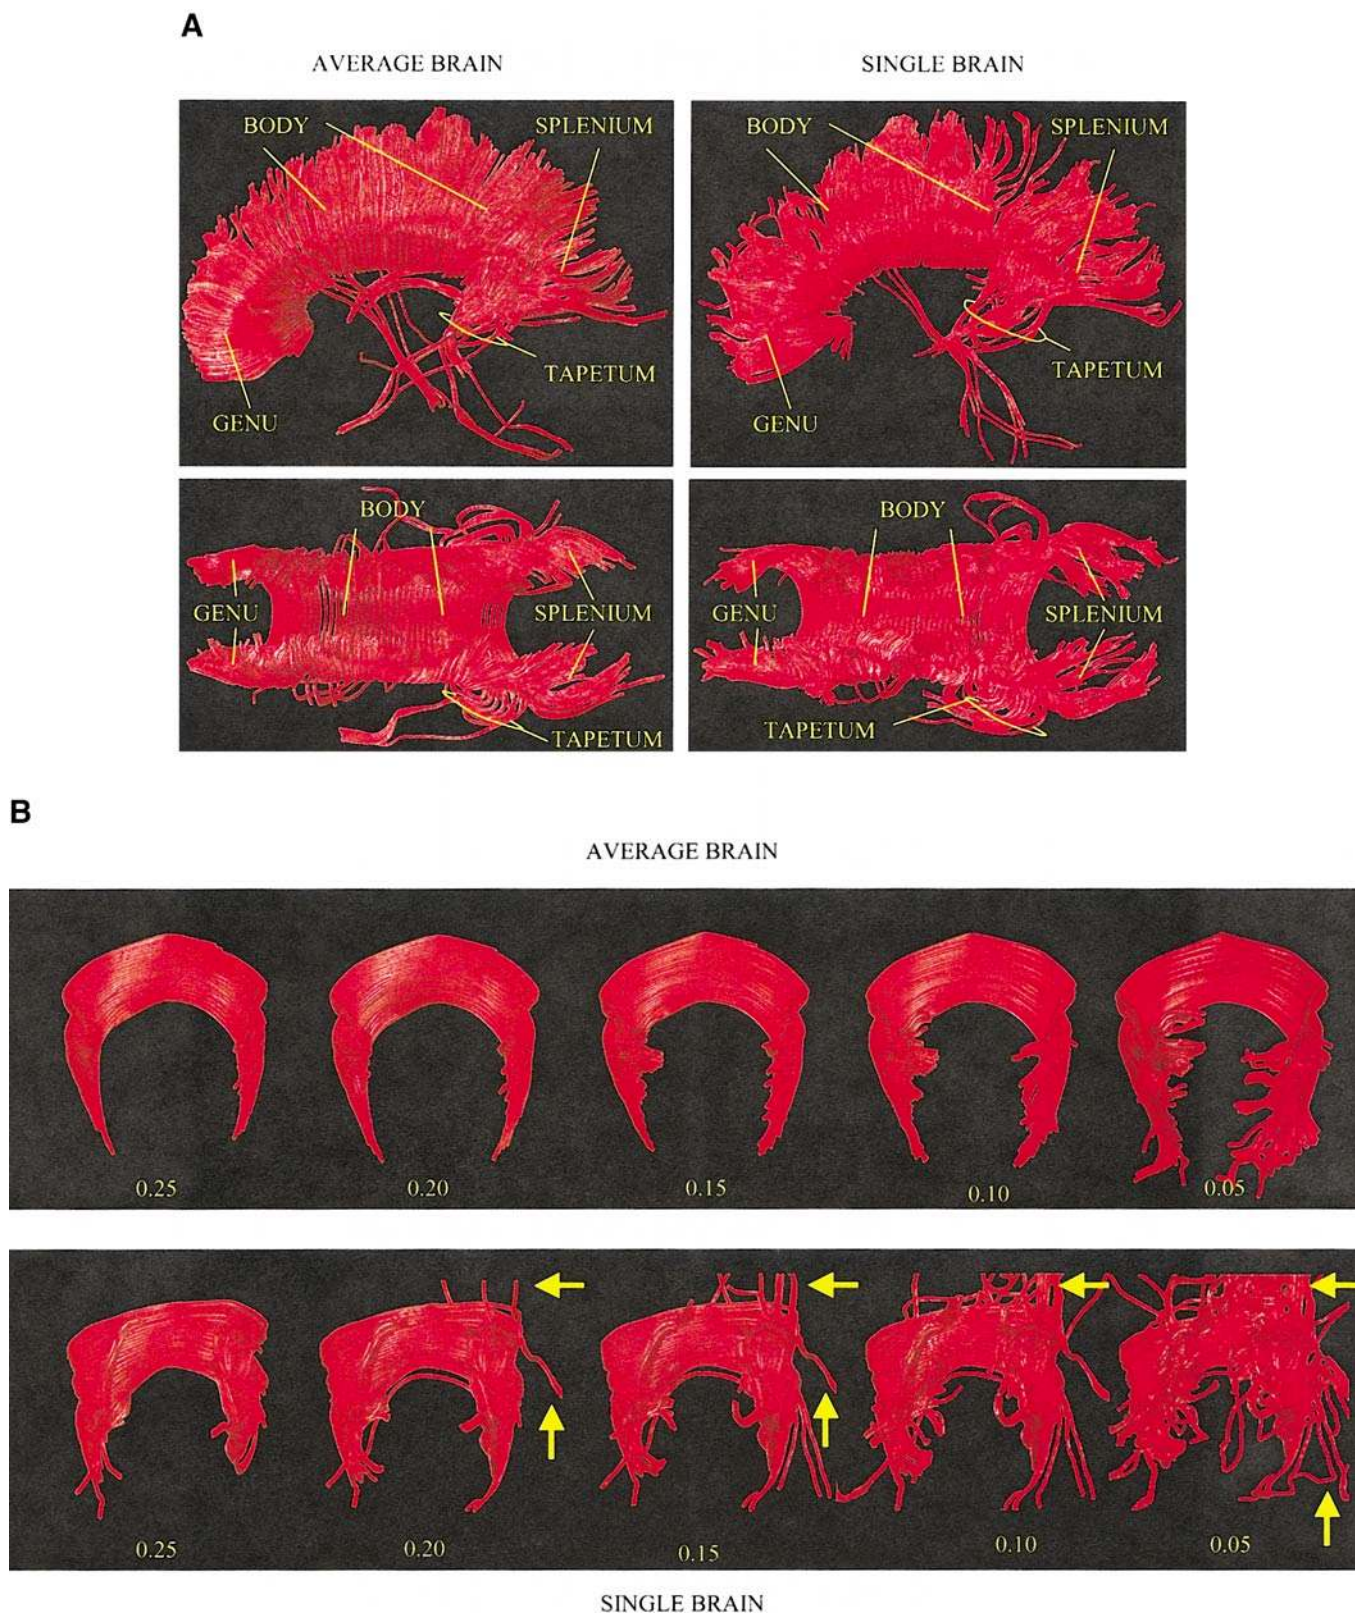 A
AVERAGE BRAIN SINGLE BRAIN
BODY SPLENIUM BODY SPLENIUM
TAPETUM TAPETUM
GENU GENU
BODY BODY
GENU SPLENIUM GENU SPLENIUM
TAPETUM TAPETUM
B
AVERAGE BRAIN
0.25 0.20 0.15 0.10 0.05
0.25 0.20 0.15 0.10 0.05
SINGLE BRAIN